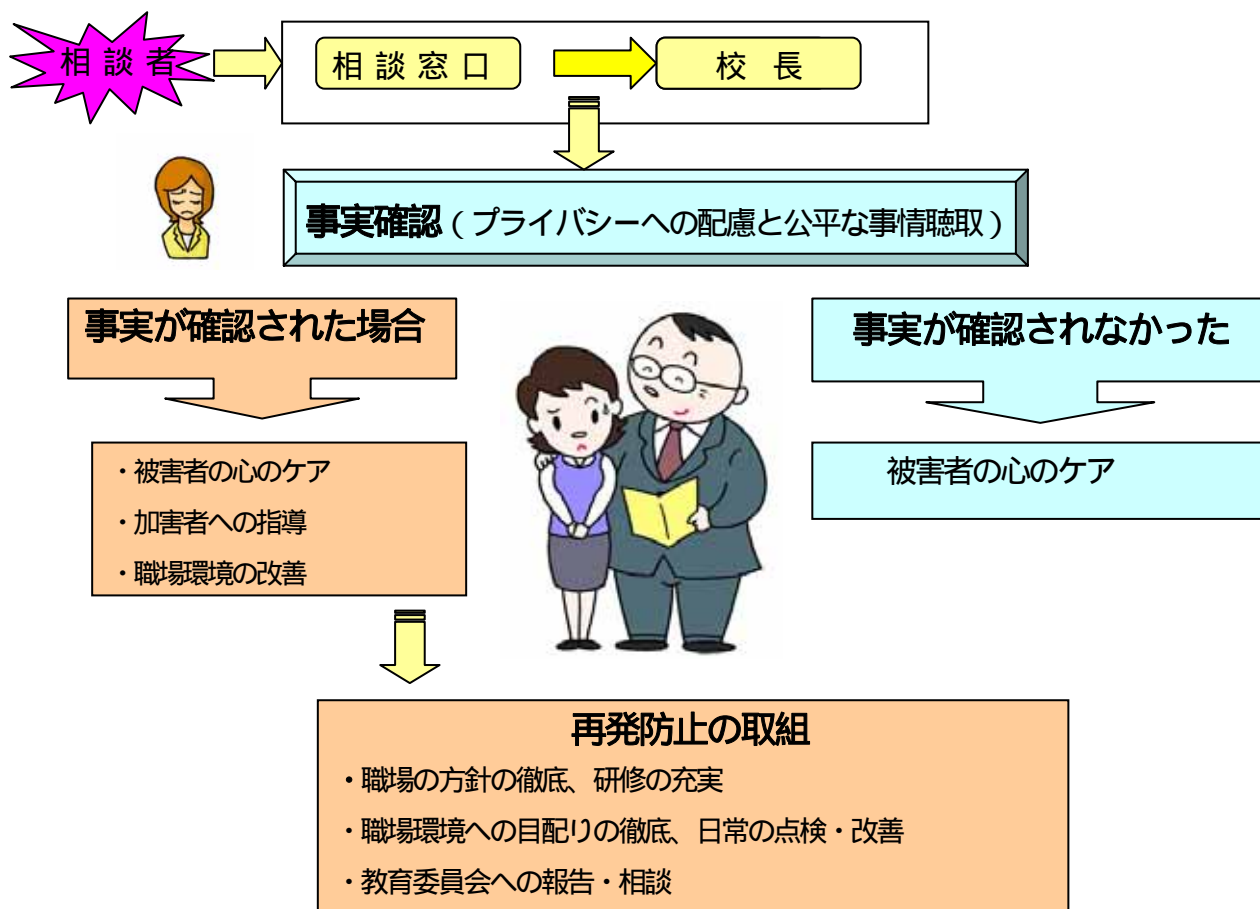 相談者
相談窓口
校長
事実確認（プライバシーへの配慮と公平な事情聴取）
事実が確認された場合
事実が確認されなかった
・被害者の心のケア
・加害者への指導
・職場環境の改善
被害者の心のケア
再発防止の取組
・職場の方針の徹底、研修の充実
・職場環境への目配りの徹底、日常の点検・改善
・教育委員会への報告・相談